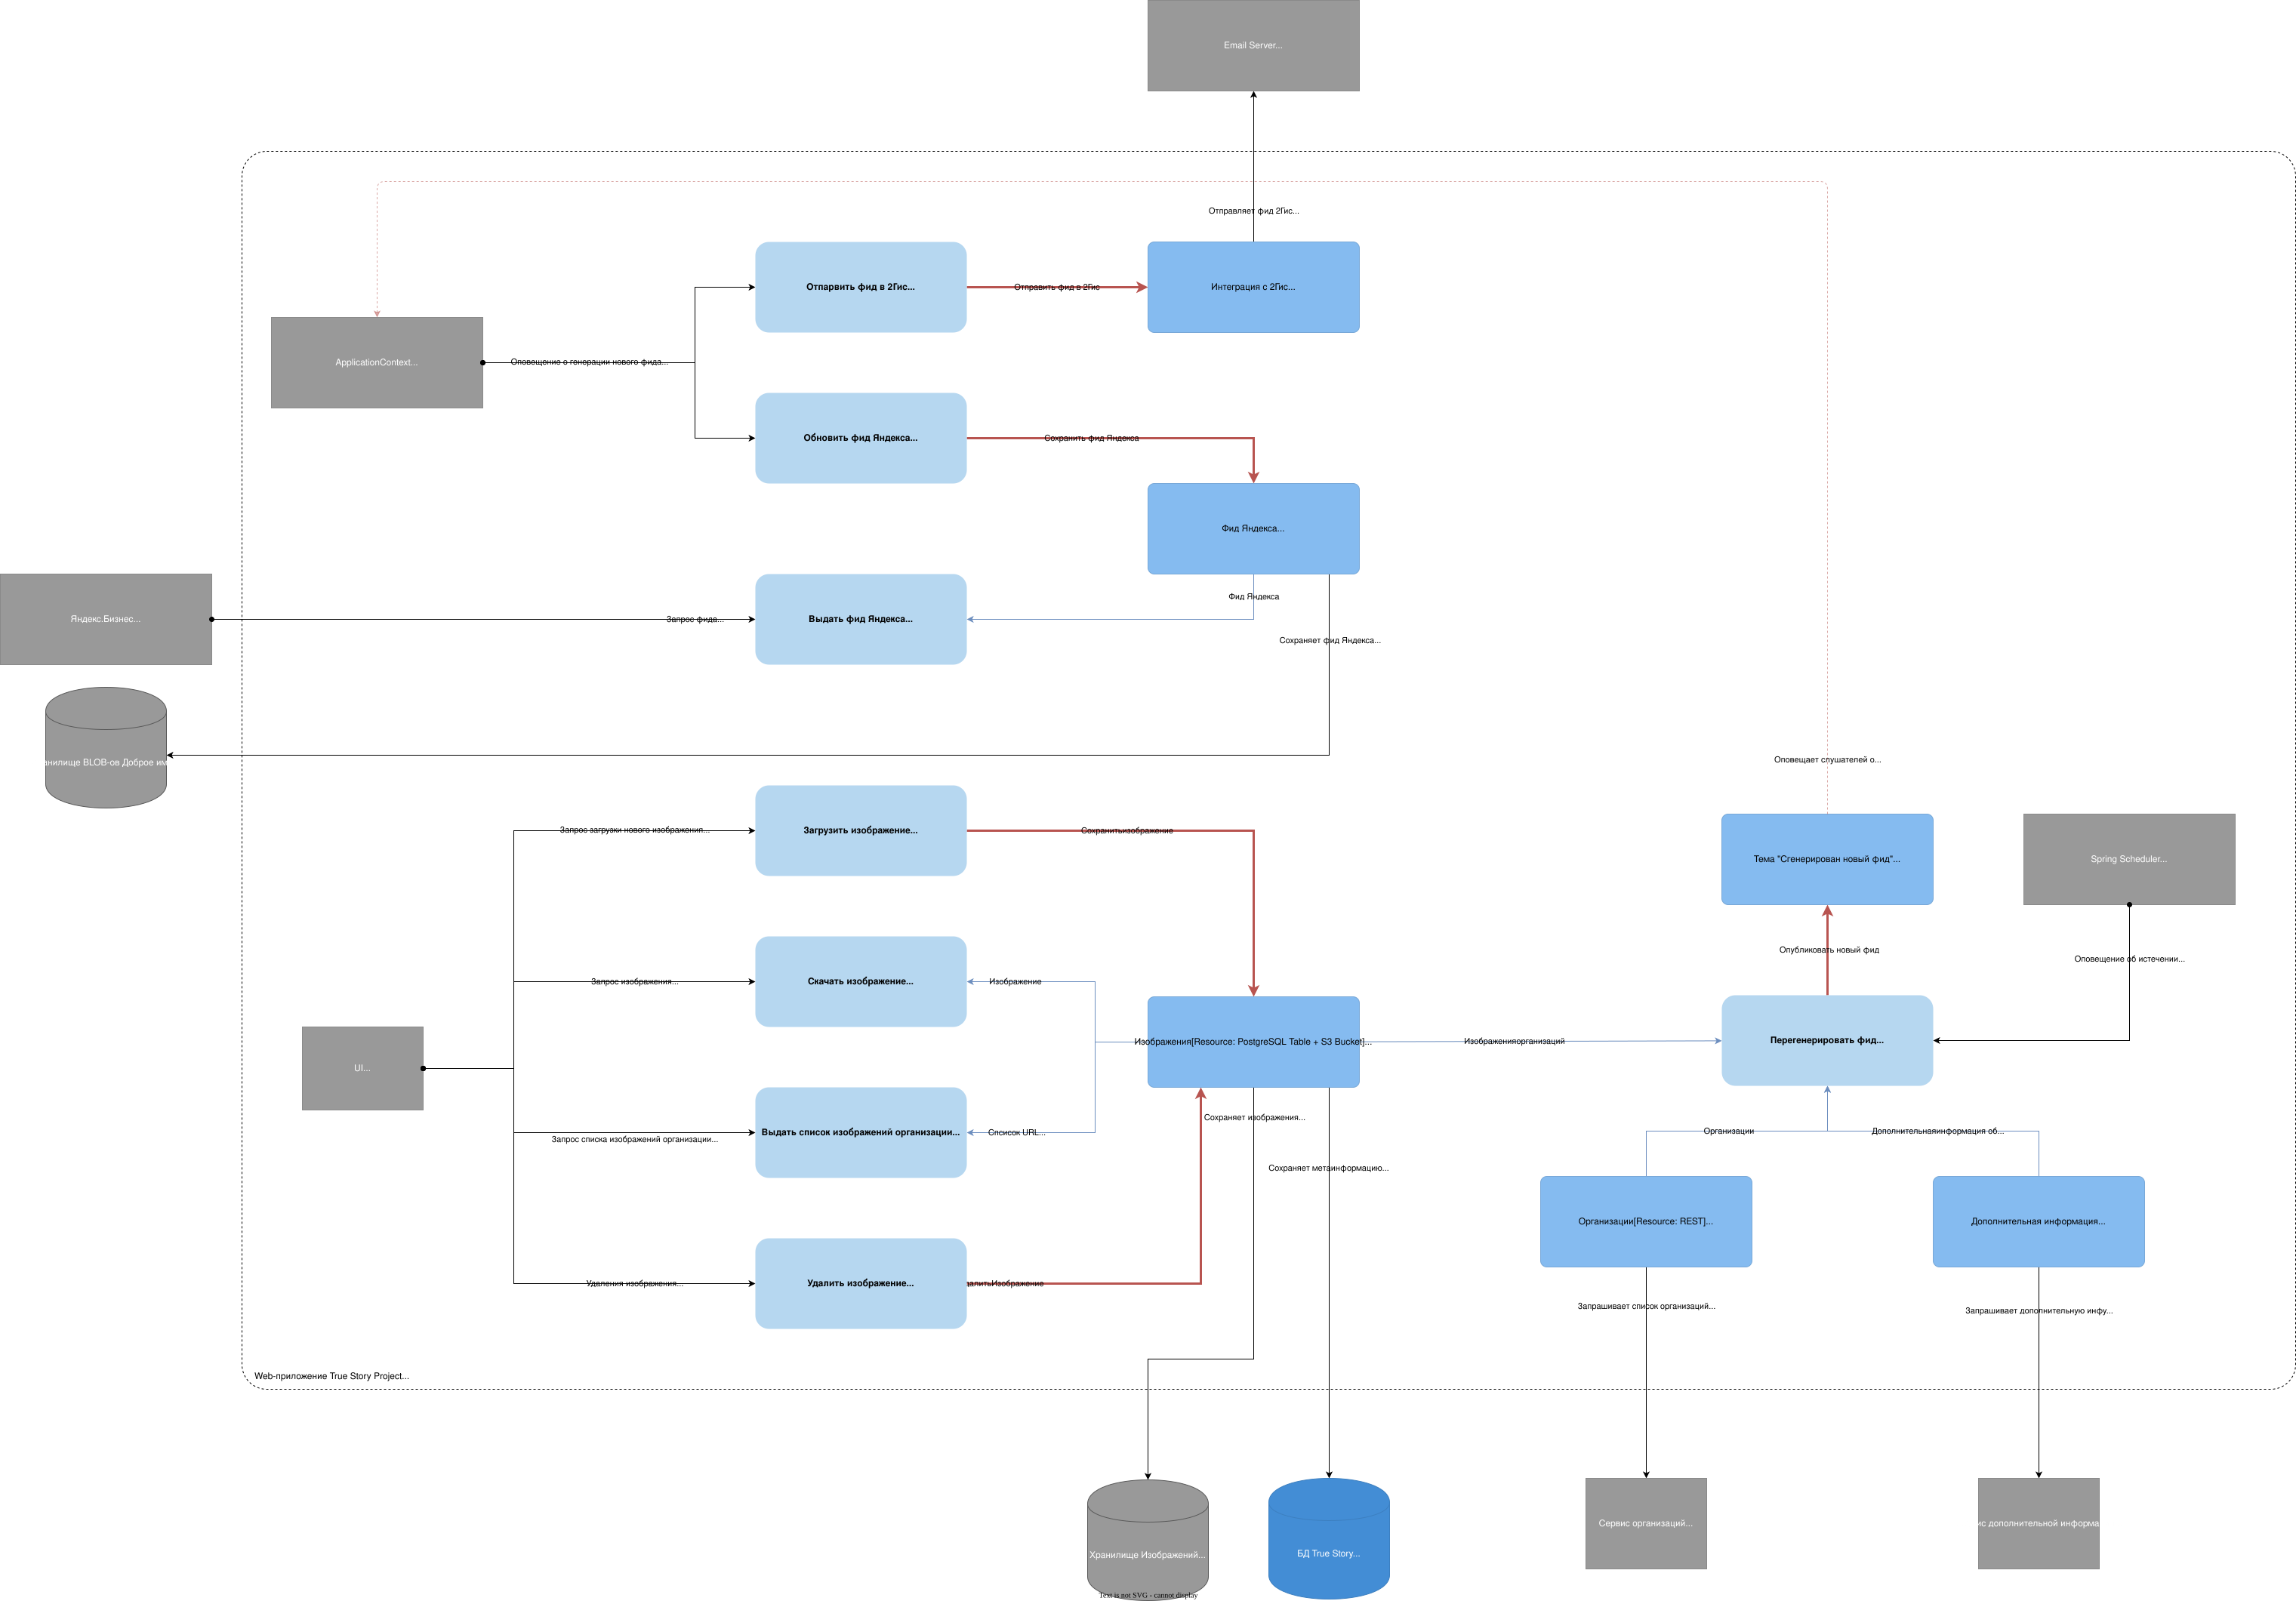 Email Server...
Отправляет фид 2Гис...
Отпарвить фид в 2Гис...
Отправить фид в 2Гис
Интеграция с 2Гис...
ApplicationContext...
Оповещение о генерации нового фида...
Обновить фид Яндекса...
Сохранить фид Яндекса
Фид Яндекса...
Фид Яндекса
Яндекс.Бизнес...
Запрос фида...
Выдать фид Яндекса...
Сохраняет фид Яндекса...
анилище BLOB-ов Доброе им
Оповещает слушателей о...
Загрузить изображение...
Запрос загрузки нового изображения...
Сохранитьизображение
Тема "Сгенерирован новый фид"...
Spring Scheduler...
Опубликовать новый фид
Оповещение об истечении...
Запрос изображения...
Скачать изображение...
Изображение
Изображения[Resource: PostgreSQL Table + S3 Bucket]...
Изображенияорганизаций
Перегенерировать фид...
UI...
Запрос списка изображений организации...
Выдать список изображений организации...
Спсисок URL...
Сохраняет изображения...
Организации
Дополнительнаяинформация об...
Сохраняет метаинформацию...
Организации[Resource: REST]...
Дополнительная информация...
Удаления изображения...
Удалить изображение...
алитьИзображение
Запрашивает список организаций...
Запрашивает дополнительную инфу...
Web-приложение True Story Project...
Хранилище Изображений...
БД True Story...
Сервис организаций...
ис дополнительной информа
Text is not SVG - cannot display